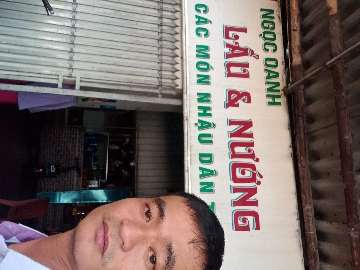 NGỌC OANH
LẨU & NƯỚNG
CÁC MÓN NHẬU DÂN